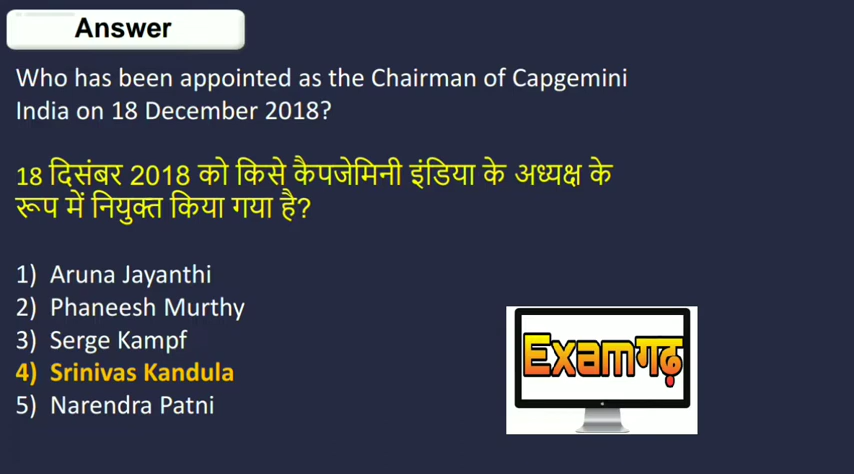 Answer
Who has been appointed as the Chairman of Capgemini
India on 18 December 2018?
18 दिसंबर 2018 को किसे कैपजेमिनी इंडिया के अध्यक्ष के
रूप में नियुक्त किया गया है?
1) Aruna Jayanthi
2) Phaneesh Murthy
3) Serge Kampf
4) Srinivas Kandula
5) Narendra Patni
Examगढ़